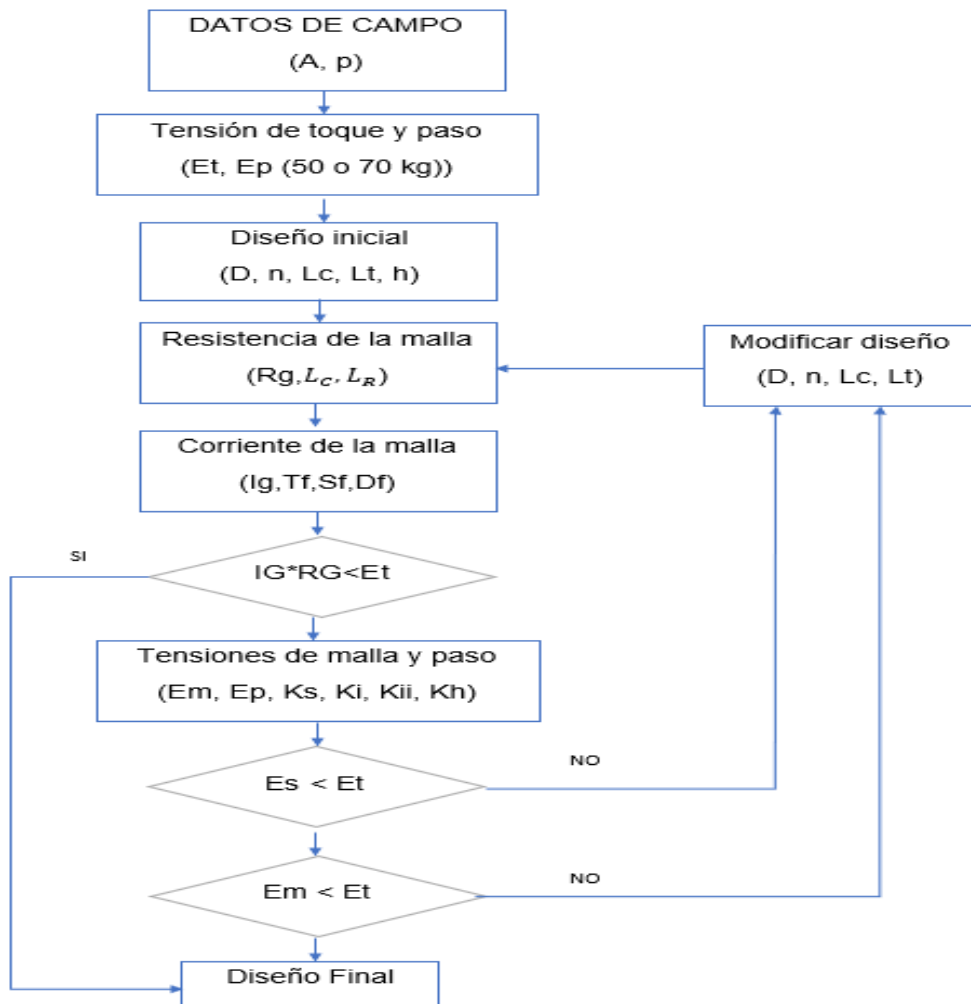 DATOS DE CAMPO
(A, p)
Tensión de toque y paso
(Et, Ep (50 o 70 kg))
Diseño inicial
(D, n, Lc, Lt, h)
Resistencia de la malla
(Rg, L_C, L_R)
Modificar diseño
(D, n, Lc, Lt)
Corriente de la malla
(Ig,Tf,Sf,Df)
SI
IG*RG<Et
Tensiones de malla y paso
(Em, Ep, Ks, Ki, Kii, Kh)
NO
Es < Et
NO
Em < Et
Diseño Final